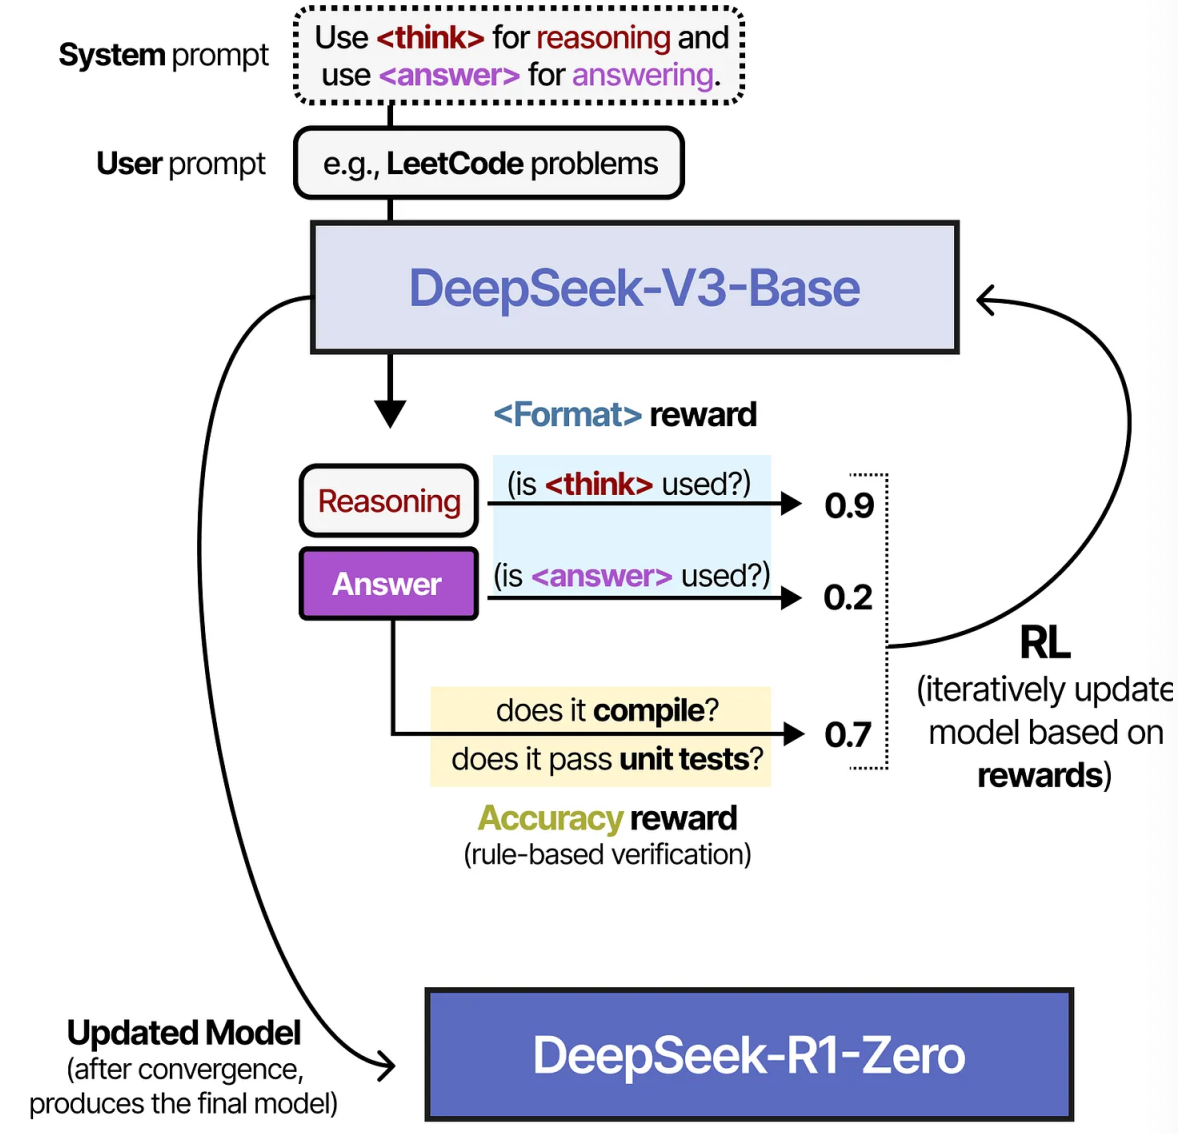 System prompt
Use <think> for reasoning and
use <answer> for answering.
User prompt
e.g., LeetCode problems
DeepSeek-V3-Base
<Format> reward
Reasoning
(is <think> used?)
0.9
Answer
(is <answer> used?)
0.2
RL
(iteratively update
model based on
rewards)
does it compile?
does it pass unit tests?
0.7
Accuracy reward
(rule-based verification)
Updated Model
(after convergence,
produces the final model)
DeepSeek-R1-Zero